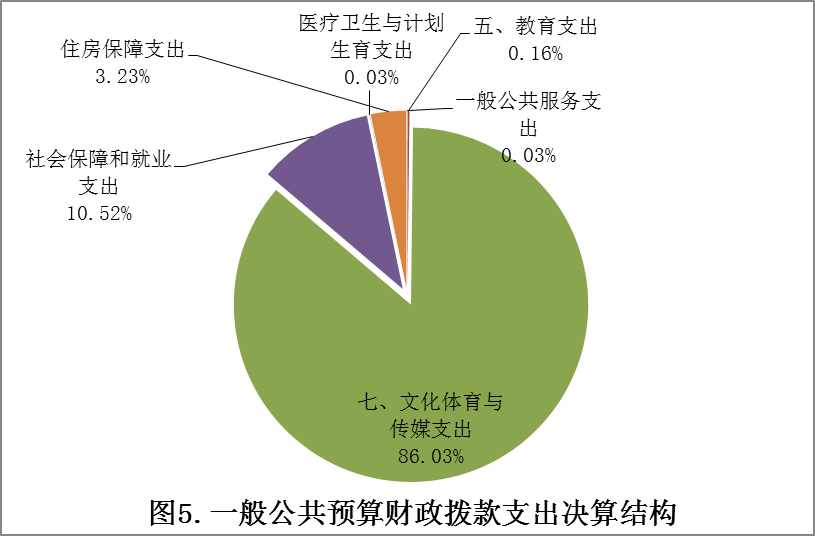 医疗卫生与计划
生育支出
0.03%
五、教育支出
0.16%
住房保障支出
3.23%
一般公共服务支
出
0.03%
社会保障和就业
支出
10.52%
七、文化体育与
传媒支出
86.03%
图5.一般公共预算财政拨款支出决算结构